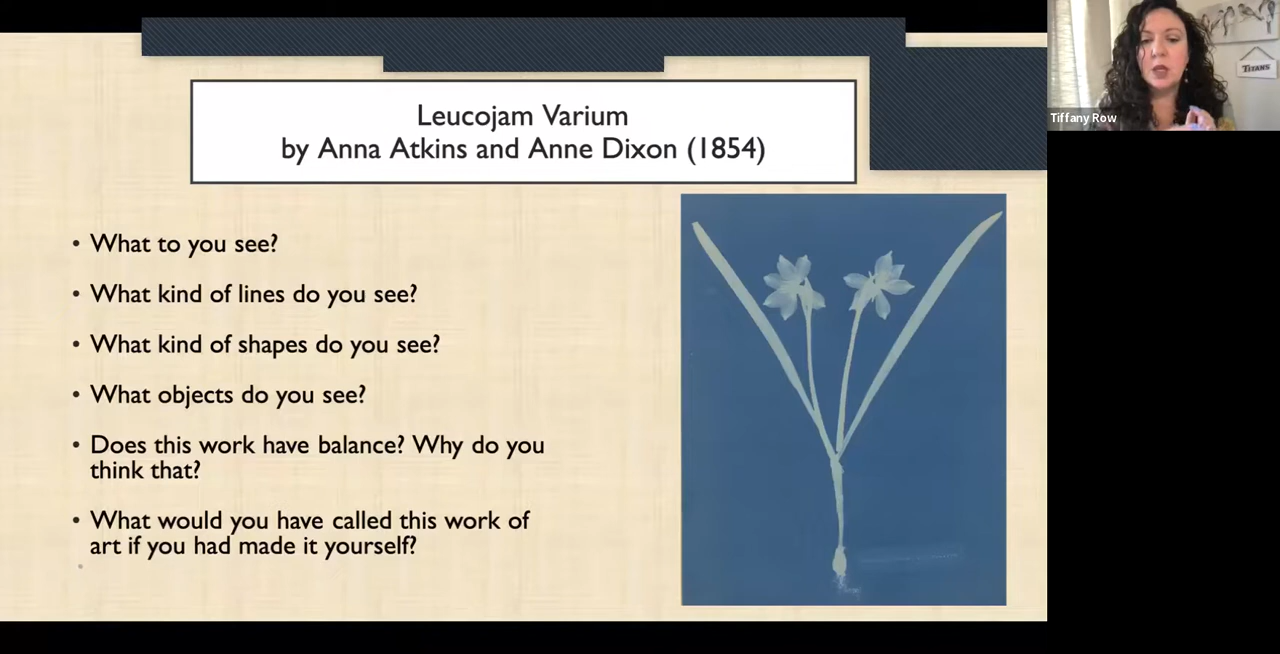 Leucojam Varium
by Anna Atkins and Anne Dixon (1854)
• What to you see?
• What kind of lines do you see?
• What kind of shapes do you see?
• What objects do you see?
• Does this work have balance? Why do you
think that?
• What would you have called this work of
art if you had made it yourself?
•
Tiffany Row
TITANS